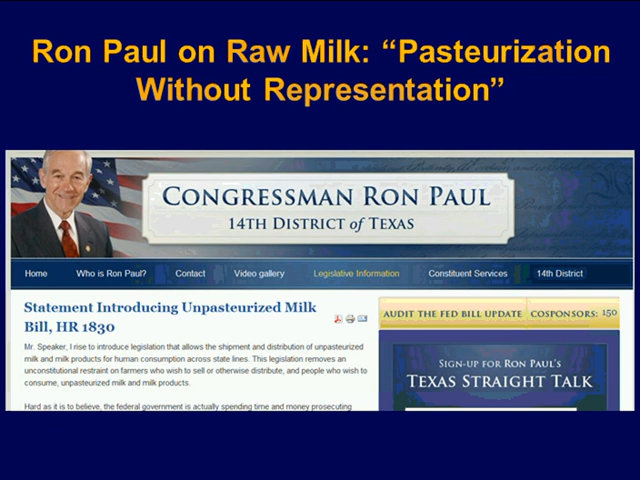 Ron Paul on Raw Milk: “Pasteurization
Without Representation”
CONGRESSMAN RON PAUL
14TH DISTRICT of TEXAS
Home Who is Ron Paul? Contact Video gallery Legislative Information Constituent Services 14th District
Statement Introducing Unpasteurized Milk
Bill, HR 1830
Mr. Speaker, I rise to introduce legislation that allows the shipment and distribution of unpasteurized
milk and milk products for human consumption across state lines. This legislation removes an
unconstitutional restraint on farmers who wish to sell or otherwise distribute, and people who wish to
consume, unpasteurized milk and milk products.
Hard as it is to believe, the federal government is actually spending time and money prosecuting
AUDIT THE FED BILL UPDATE COSPONSORS: 150
SIGN-UP FOR RON PAUL'S
TEXAS STRAIGHT TALK